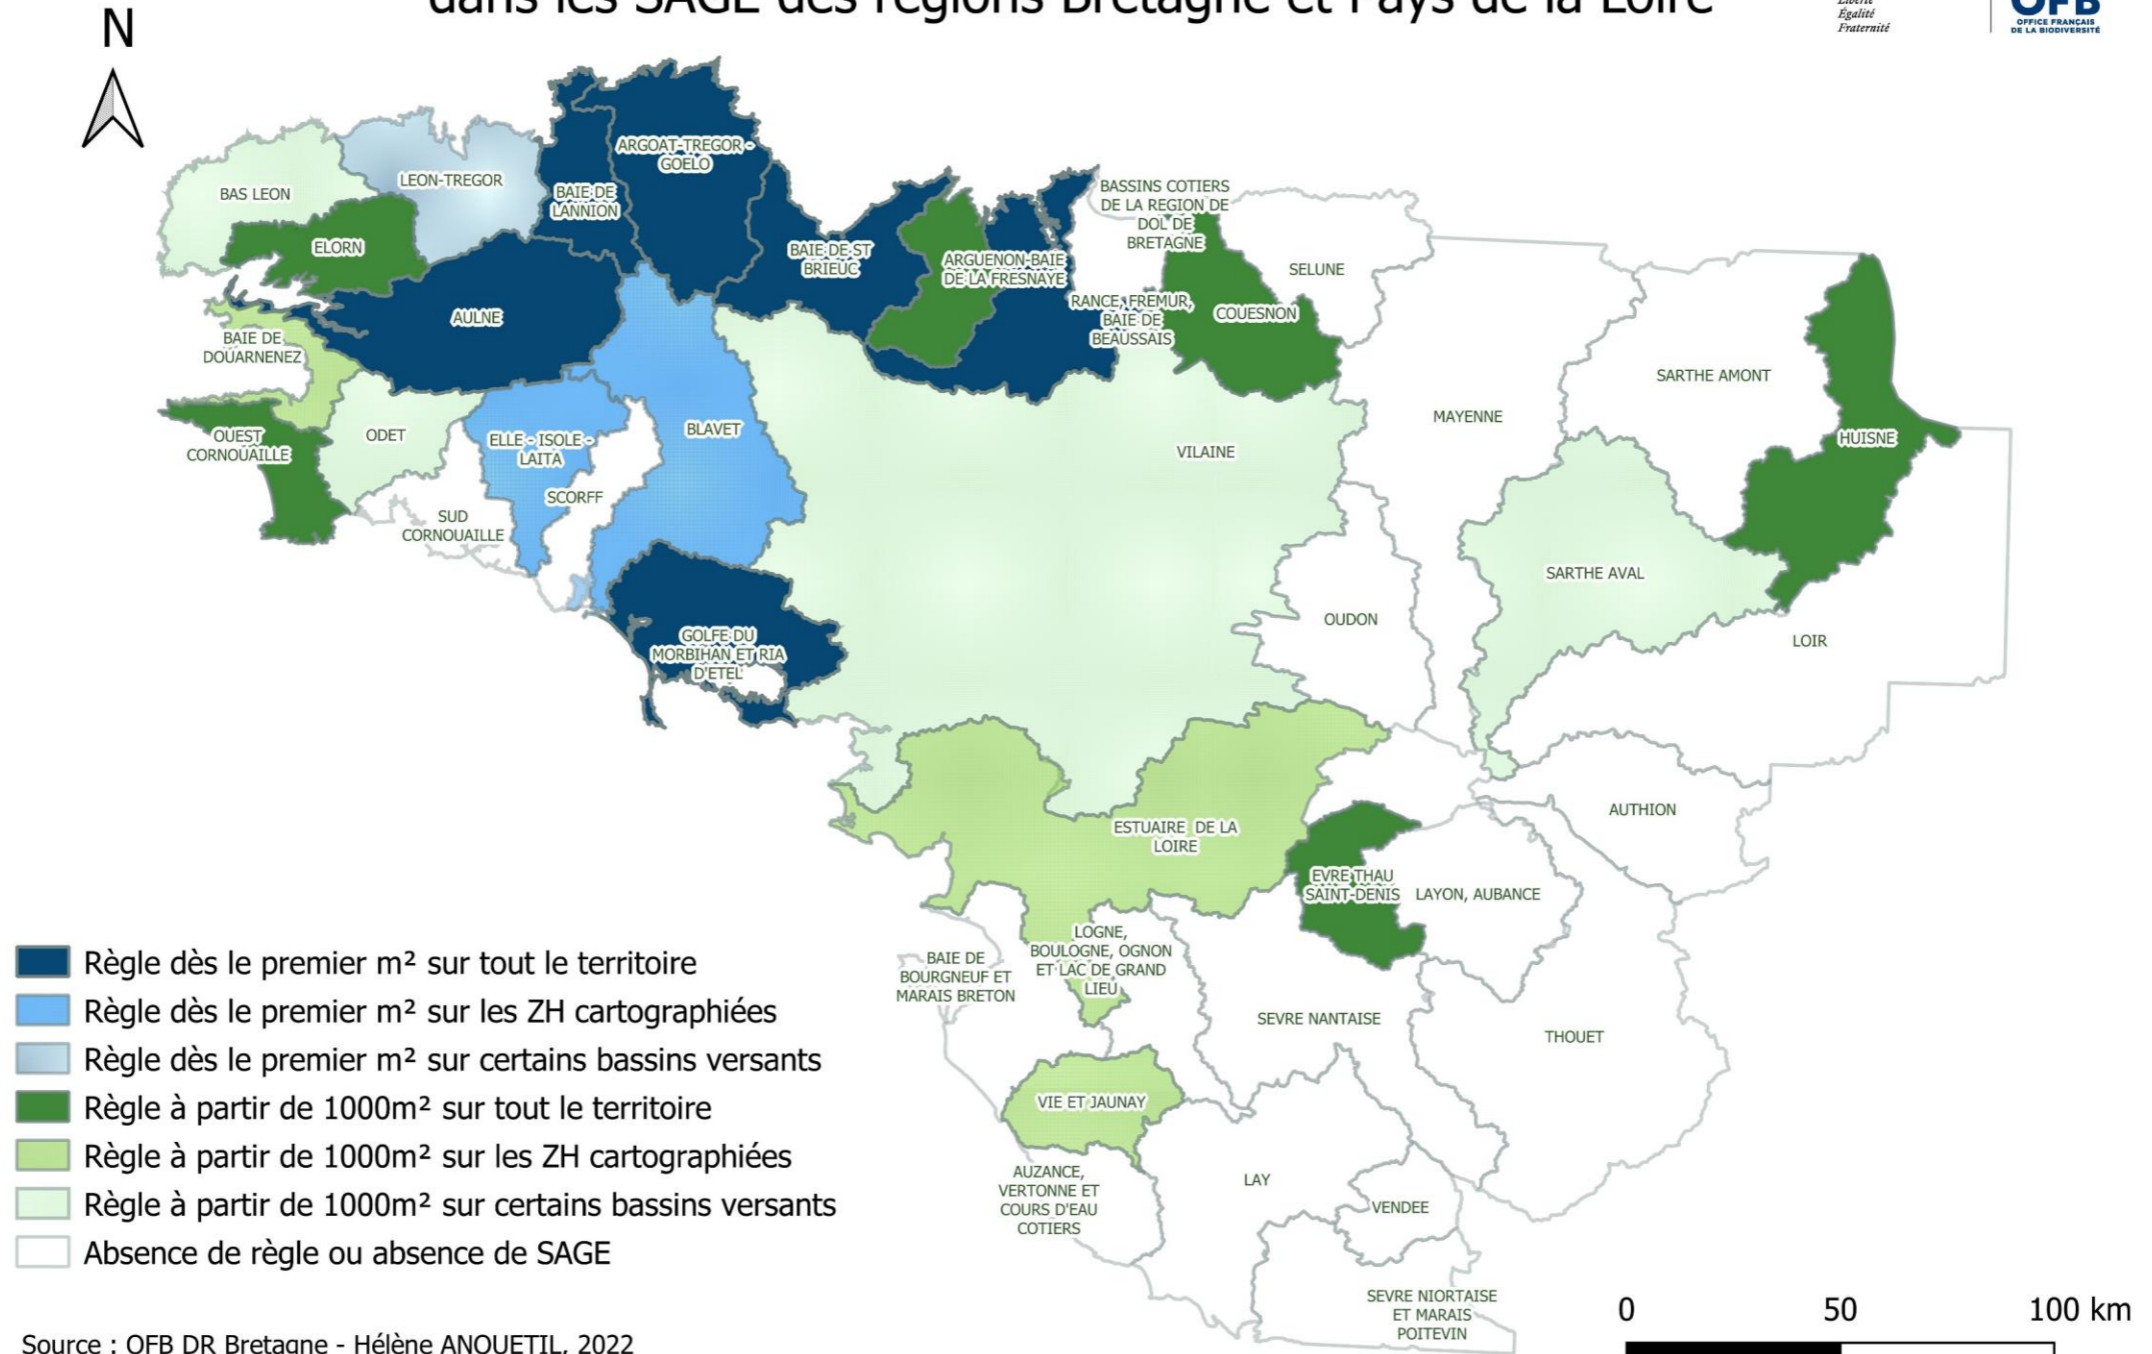 dans les SAGE des régions Bretagne et Pays de la Loire
Liberté
Égalité
Fraternité
OFB
OFFICE FRANÇAIS
DE LA BIODIVERSITÉ
N
ARGOAT-TREGOR -
GOELO
BAS LEON
LEON-TREGOR
BAIE DE
LANNION
BASSINS COTIERS
DE LA REGION DE
DOL DE
BRETAGNE
ELORN
BAIE DE ST
BRIEUC
ARGUENON-BAIE
DE LA FRESNAYE
SELUNE
AULNE
RANCE, FREMUR,
BAIE DE
BEAUSSAIS
COUESNON
BAIE DE
DOUARNENEZ
SARTHE AMONT
MAYENNE
OUEST
CORNOUAILLE
ODET
ELLE - ISOLE -
LAITA
BLAVET
VILAINE
HUISNE
SCORFF
SUD
CORNOUAILLE
SARTHE AVAL
OUDON
GOLFE DU
MORBIHAN ET RIA
D'ETEL
LOIR
AUTHION
ESTUAIRE DE LA
LOIRE
EVRE THAU
SAINT-DENIS
LAYON, AUBANCE
LOGNE,
BOULOGNE, OGNON
ET LAC DE GRAND
LIEU
BAIE DE
BOURGNEUF ET
MARAIS BRETON
SEVRE NANTAISE
THOUET
VIE ET JAUNAY
AUZANCE,
VERTONNE ET
COURS D'EAU
COTIERS
LAY
VENDEE
SEVRE NIORTAISE
ET MARAIS
POITEVIN
Règle dès le premier m² sur tout le territoire
Règle dès le premier m² sur les ZH cartographiées
Règle dès le premier m² sur certains bassins versants
Règle à partir de 1000m² sur tout le territoire
Règle à partir de 1000m² sur les ZH cartographiées
Règle à partir de 1000m² sur certains bassins versants
Absence de règle ou absence de SAGE
0 50 100 km
Source : OFB DR Bretagne - Hélène ANQUETIL, 2022